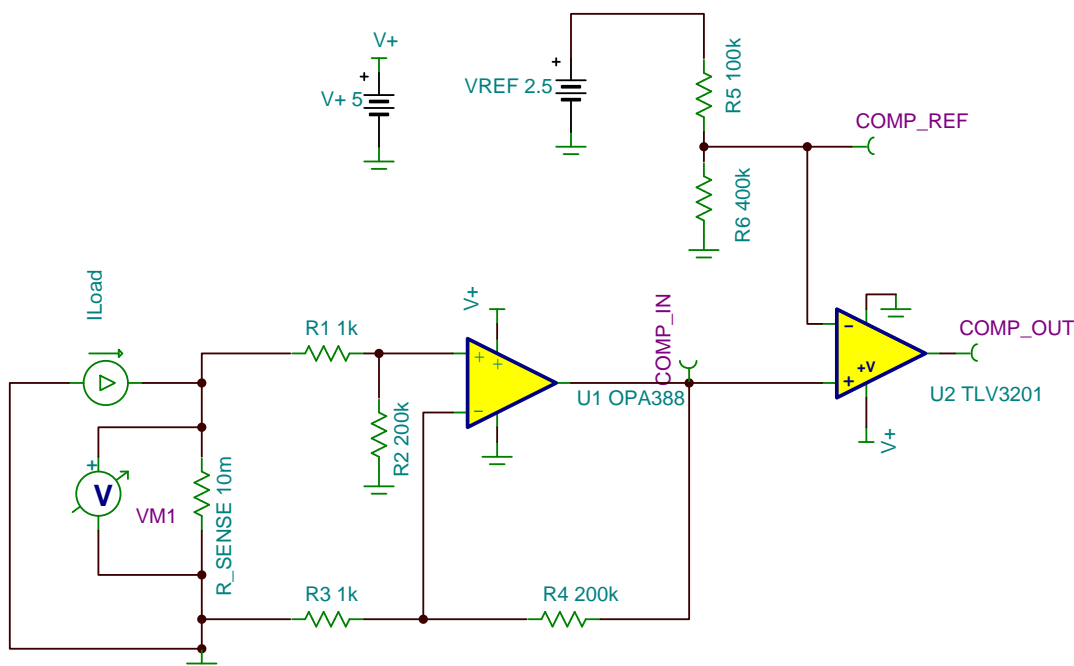 V+
+
V+ 5
+
VREF 2.5
R5 100k
COMP_REF
R6 400k
ILoad
R1 1k
V+
COMP_IN
+
+
−
U1 OPA388
R2 200k
−
+
+V
COMP_OUT
U2 TLV3201
V+
+
V
VM1
R_SENSE 10m
R3 1k
R4 200k